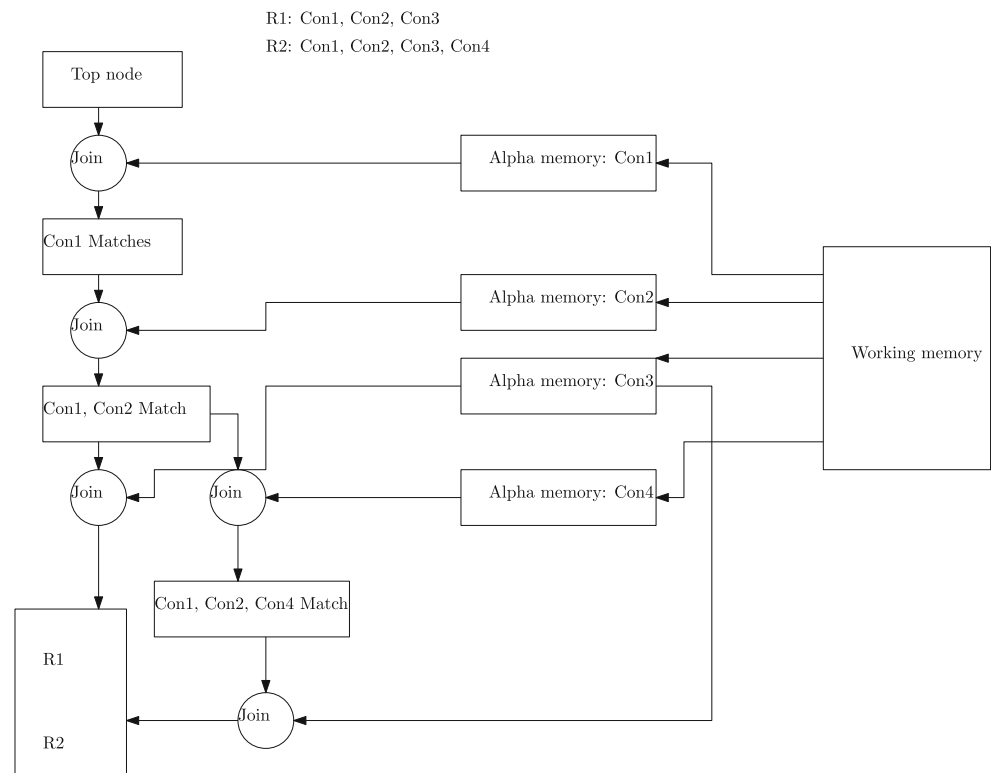 R1: Con1, Con2, Con3
R2: Con1, Con2, Con3, Con4
Top node
Join
Alpha memory: Con1
Con1 Matches
Alpha memory: Con2
Join
Working memory
Alpha memory: Con3
Con1, Con2 Match
Join
Join
Alpha memory: Con4
Con1, Con2, Con4 Match
R1
Join
R2